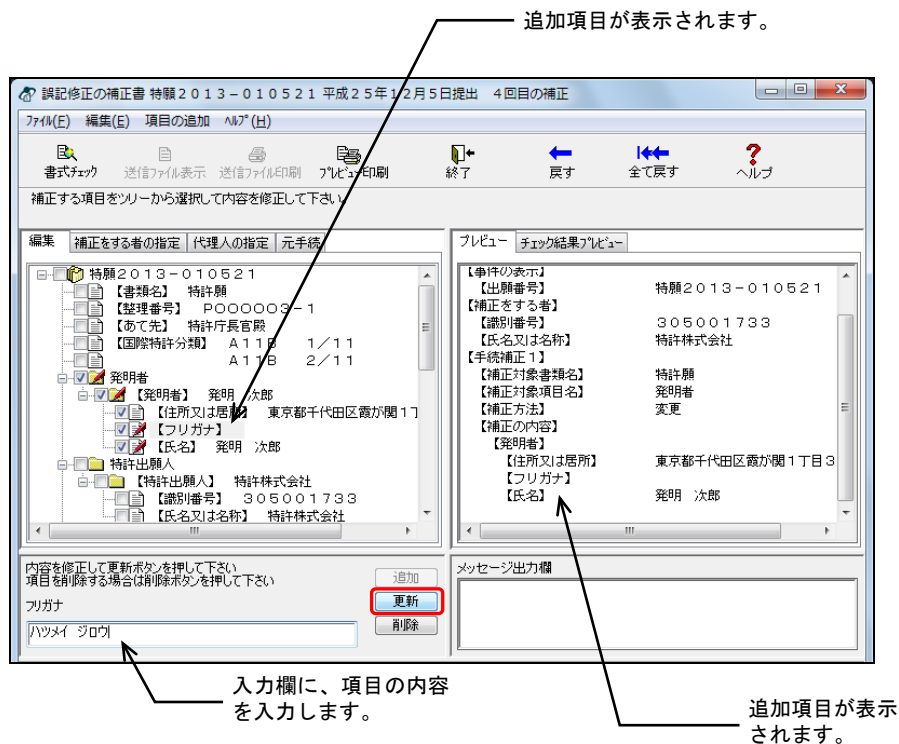 追加項目が表示されます。
誤記修正の補正書 特願2013-010521 平成25年12月5日提出 4回目の補正
ファイル(F) 編集(E) 項目の追加 ヘルプ(H)
書式チェック 送信ファイル表示 送信ファイル印刷 プレビュー印刷 終了 戻す 全て戻す ヘルプ
補正する項目をツリーから選択して内容を修正して下さい。
編集 補正をする者の指定 代理人の指定 元手続
特願2013-010521
【書類名】 特許願
【整理番号】 P000003-1
【あて先】 特許庁長官殿
【国際特許分類】 A11B 1/11
A11B 2/11
発明者
【発明者】 発明 次郎
【住所又は居所】 東京都千代田区霞が関1丁
【フリガナ】
【氏名】 発明 次郎
特許出願人
【特許出願人】 特許株式会社
【識別番号】 305001733
【氏名又は名称】 特許株式会社
プレビュー チェック結果プレビュー
【事件の表示】
【出願番号】 特願2013-010521
【補正をする者】
【識別番号】 305001733
【氏名又は名称】 特許株式会社
【手続補正1】
【補正対象書類名】 特許願
【補正対象項目名】 発明者
【補正方法】 変更
【補正の内容】
【発明者】
【住所又は居所】 東京都千代田区霞が関1丁目3
【フリガナ】
【氏名】 発明 次郎
内容を修正して更新ボタンを押して下さい
項目を削除する場合は削除ボタンを押して下さい
追加
フリガナ
更新
ハツメイ ジロウ
削除
メッセージ出力欄
入力欄に、項目の内容
を入力します。
追加項目が表示
されます。